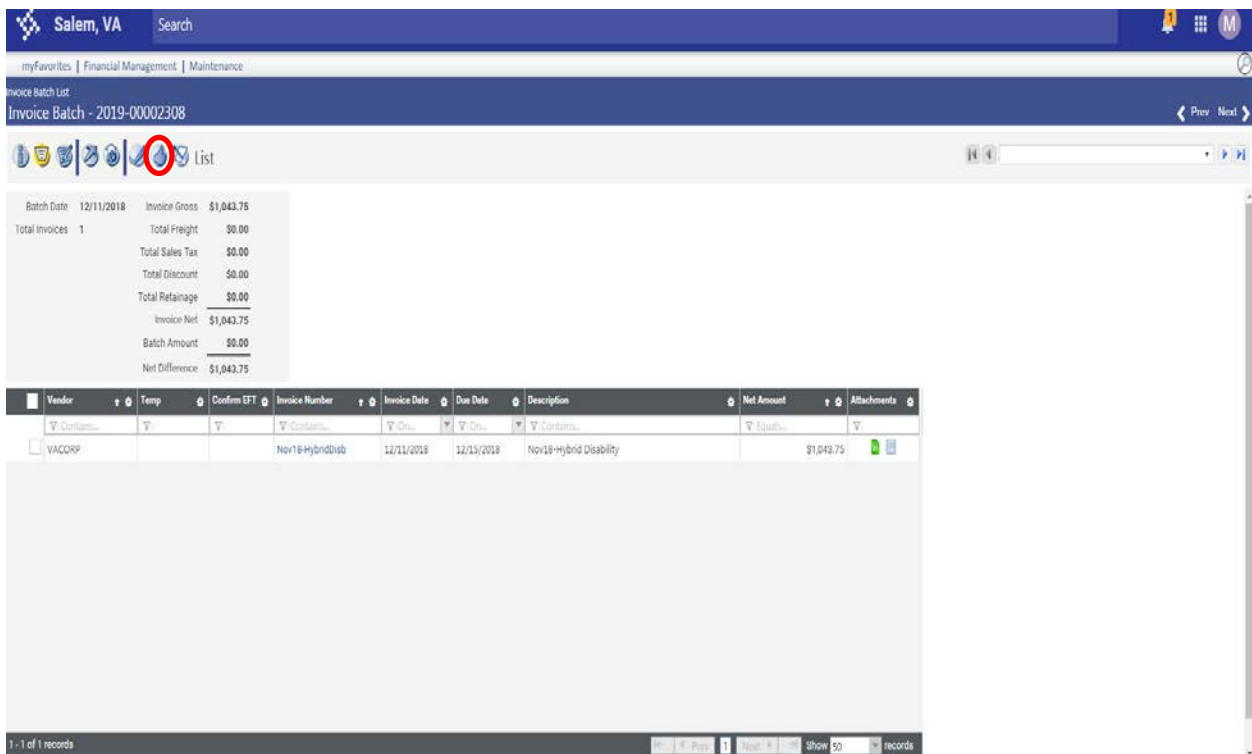 Salem, VA Search 1 M
myFavorites | Financial Management | Maintenance
Invoice Batch List
Invoice Batch - 2019-00002308 Prev Next
List
Batch Date 12/11/2018 Invoice Gross $1,043.75
Total Invoices 1 Total Freight $0.00
Total Sales Tax $0.00
Total Discount $0.00
Total Retainage $0.00
Invoice Net $1,043.75
Batch Amount $0.00
Net Difference $1,043.75
Vendor Temp Confirm EFT Invoice Number Invoice Date Due Date Description Net Amount Attachments
Contains... Contains... On... On... Contains... Equals...
VACORP Nov18-HybridDisb 12/11/2018 12/15/2018 Nov18-Hybrid Disability $1,043.75
1 - 1 of 1 records Prev 1 Next Show 50 records